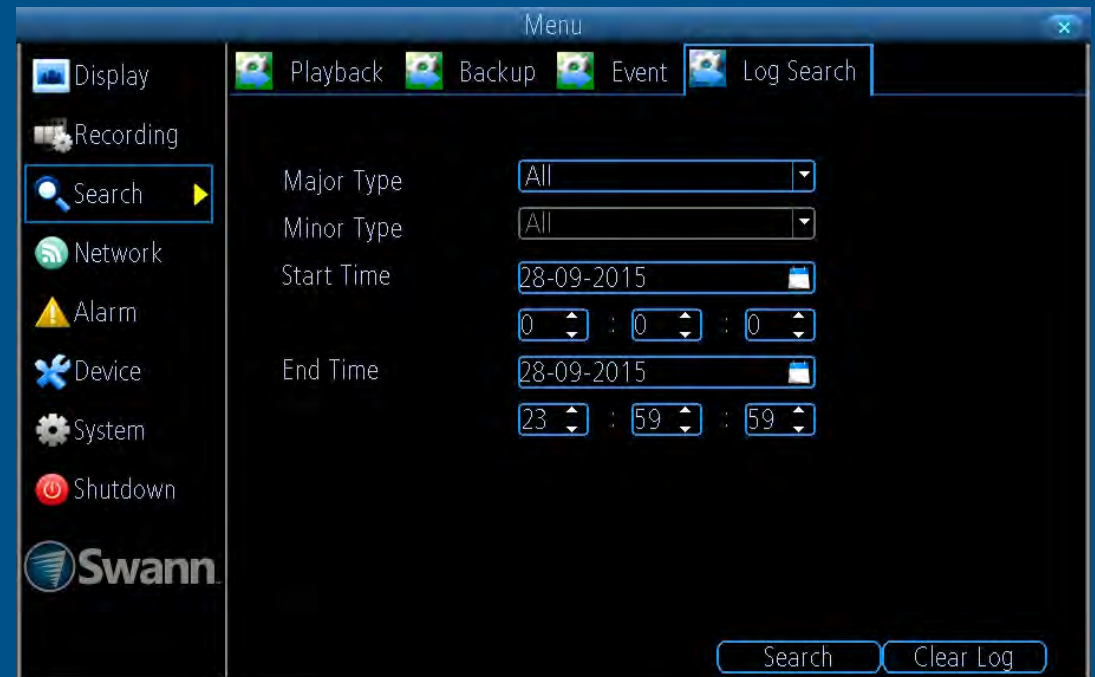 Menu
Display
Recording
Search
Network
Alarm
Device
System
Shutdown
Swann
Playback Backup Event Log Search
Major Type All
Minor Type All
Start Time 28-09-2015
0 : 0 : 0
End Time 28-09-2015
23 : 59 : 59
Search Clear Log